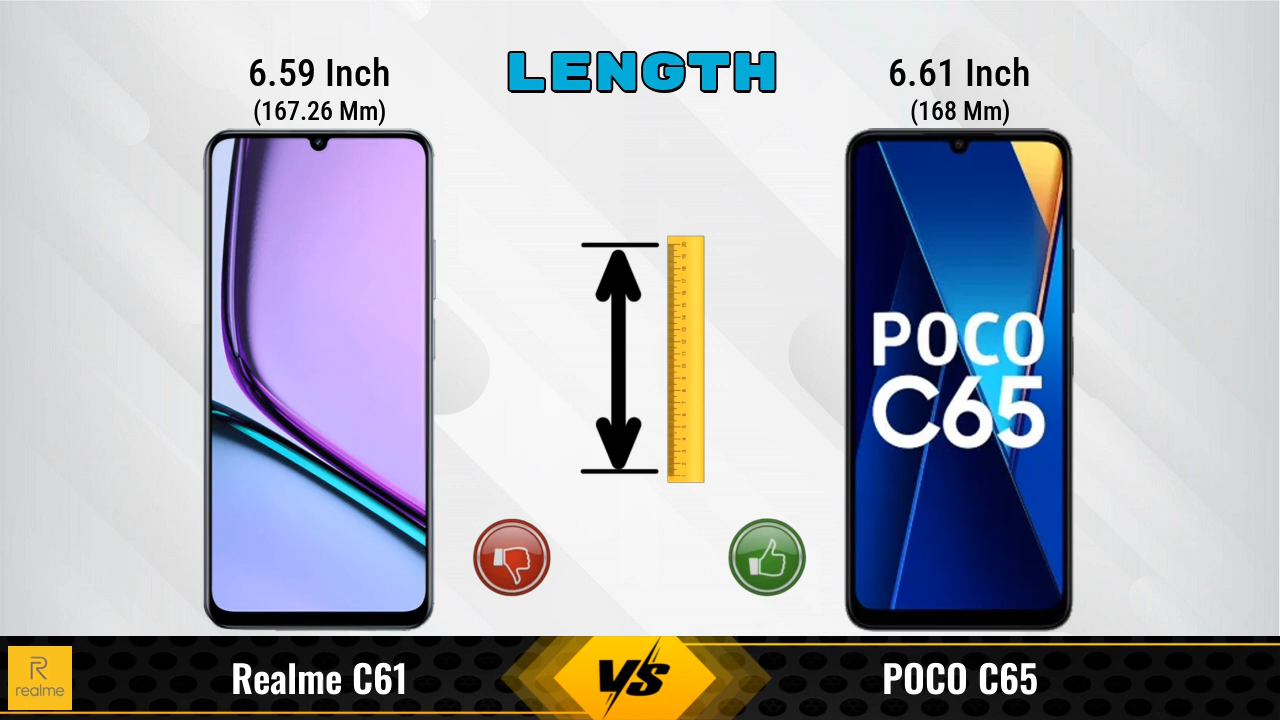 LENGTH
6.59 Inch
(167.26 Mm)
6.61 Inch
(168 Mm)
POCO
C65
realme
Realme C61
VS
POCO C65